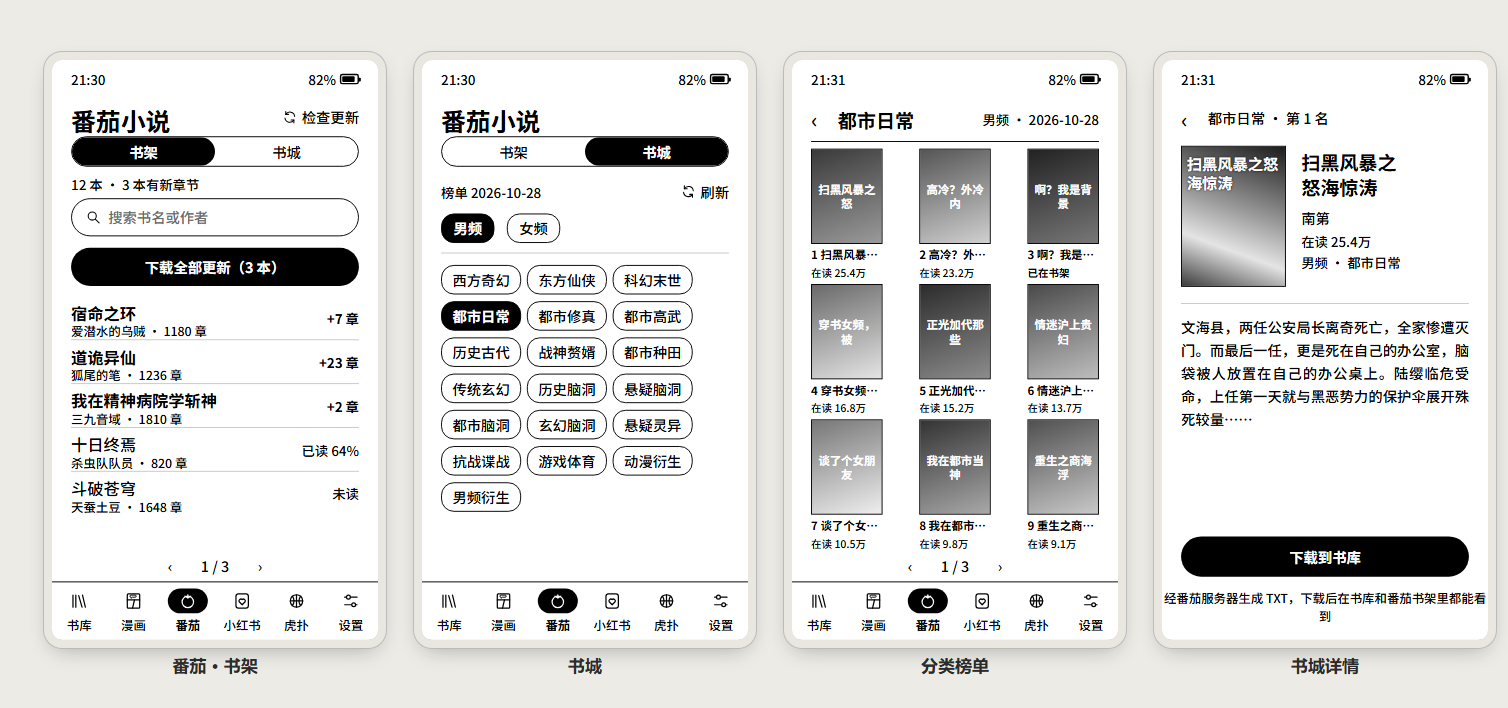 21:30 82%
番茄小说 检查更新
书架 书城
12 本 · 3 本有新章节
搜索书名或作者
下载全部更新（3 本）
宿命之环
爱潜水的乌贼 · 1180 章
+7 章
道诡异仙
狐尾的笔 · 1236 章
+23 章
我在精神病院学斩神
三九音域 · 1810 章
+2 章
十日终焉
杀虫队队员 · 820 章
已读 64%
斗破苍穹
天蚕土豆 · 1648 章
未读
‹ 1 / 3 ›
书库 漫画 番茄 小红书 虎扑 设置
番茄 · 书架
21:30 82%
番茄小说
书架 书城
榜单 2026-10-28 刷新
男频 女频
西方奇幻 东方仙侠 科幻末世
都市日常 都市修真 都市高武
历史古代 战神赘婿 都市种田
传统玄幻 历史脑洞 悬疑脑洞
都市脑洞 玄幻脑洞 悬疑灵异
抗战谍战 游戏体育 动漫衍生
男频衍生
书库 漫画 番茄 小红书 虎扑 设置
书城
21:31 82%
‹ 都市日常 男频 · 2026-10-28
扫黑风暴之
怒
1 扫黑风暴…
在读 25.4万
高冷？外冷
内
2 高冷？外…
在读 23.2万
啊？我是背
景
3 啊？我是…
已在书架
穿书女频，
被
4 穿书女频…
在读 16.8万
正光加代那
些
5 正光加代…
在读 15.2万
情迷沪上贵
妇
6 情迷沪上…
在读 13.7万
谈了个女朋
友
7 谈了个女…
在读 10.5万
我在都市当
神
8 我在都市…
在读 9.8万
重生之商海
浮
9 重生之商…
在读 9.1万
‹ 1 / 3 ›
书库 漫画 番茄 小红书 虎扑 设置
分类榜单
21:31 82%
‹ 都市日常 · 第 1 名
扫黑风暴之怒
海惊涛
扫黑风暴之
怒海惊涛
南第
在读 25.4万
男频 · 都市日常
文海县，两任公安局长离奇死亡，全家惨遭灭
门。而最后一任，更是死在自己的办公室，脑
袋被人放置在自己的办公桌上。陆缨临危受
命，上任第一天就与黑恶势力的保护伞展开殊
死较量……
下载到书库
经番茄服务器生成 TXT，下载后在书库和番茄书架里都能看
到
书城详情